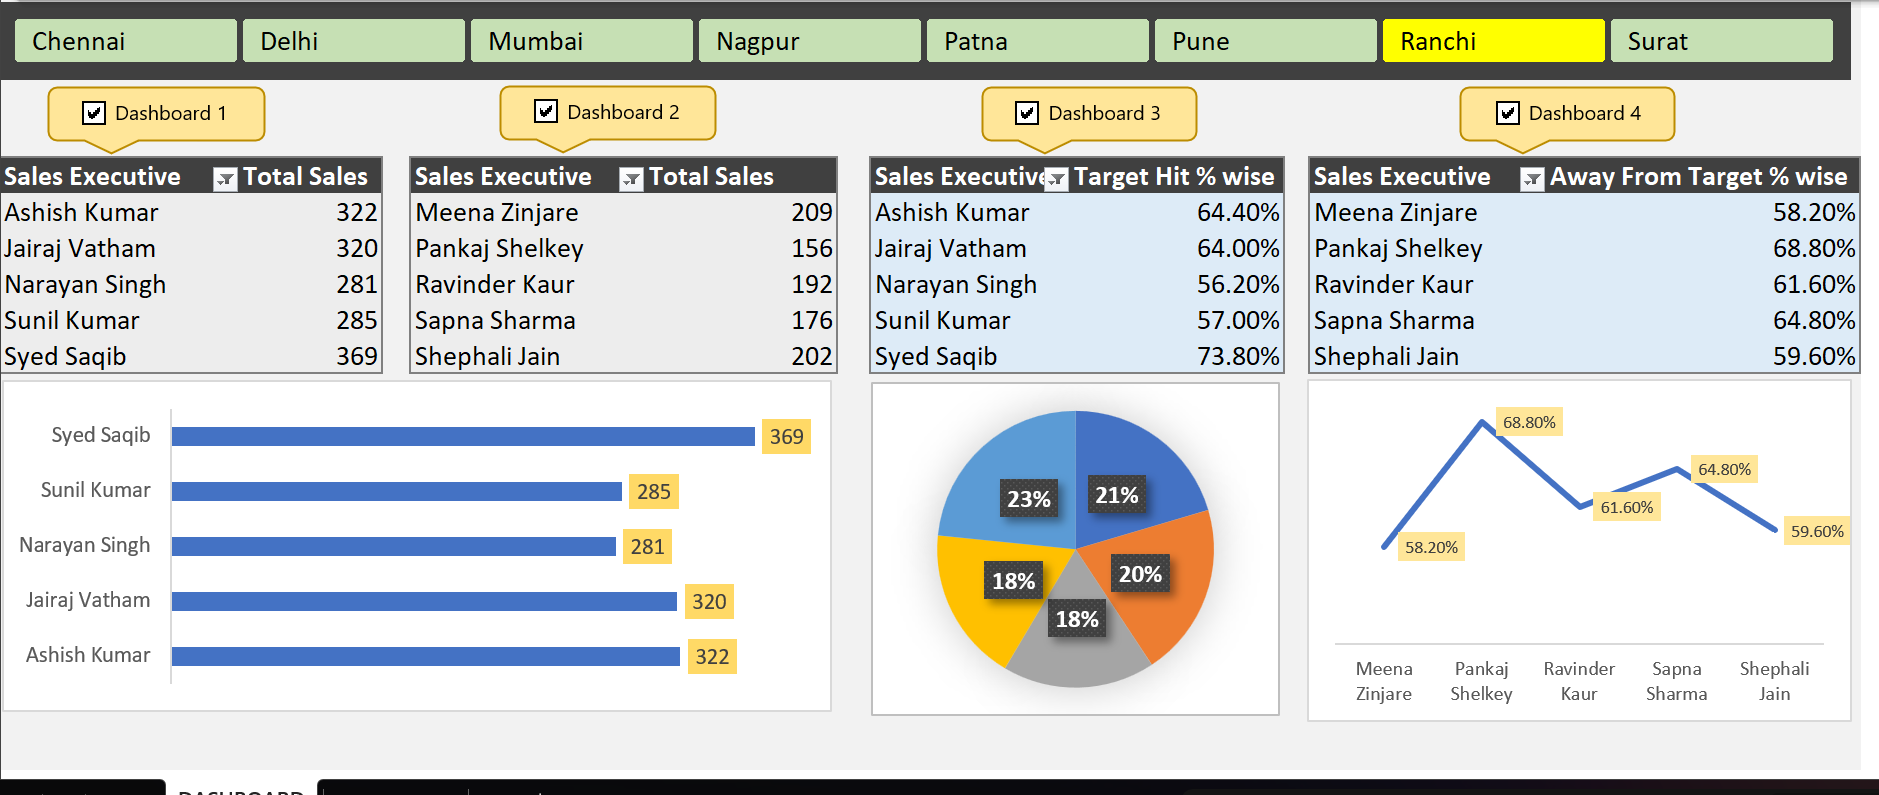 Chennai Delhi Mumbai Nagpur Patna Pune Ranchi Surat
Dashboard 1 Dashboard 2 Dashboard 3 Dashboard 4
Sales Executive Total Sales
Ashish Kumar 322
Jairaj Vatham 320
Narayan Singh 281
Sunil Kumar 285
Syed Saqib 369
Sales Executive Total Sales
Meena Zinjare 209
Pankaj Shelkey 156
Ravinder Kaur 192
Sapna Sharma 176
Shephali Jain 202
Sales Executive Target Hit % wise
Ashish Kumar 64.40%
Jairaj Vatham 64.00%
Narayan Singh 56.20%
Sunil Kumar 57.00%
Syed Saqib 73.80%
Sales Executive Away From Target % wise
Meena Zinjare 58.20%
Pankaj Shelkey 68.80%
Ravinder Kaur 61.60%
Sapna Sharma 64.80%
Shephali Jain 59.60%
Syed Saqib 369
Sunil Kumar 285
Narayan Singh 281
Jairaj Vatham 320
Ashish Kumar 322
23% 21%
18% 20%
18%
68.80%
64.80%
61.60%
59.60%
58.20%
Meena Pankaj Ravinder Sapna Shephali
Zinjare Shelkey Kaur Sharma Jain
DASHBOARD